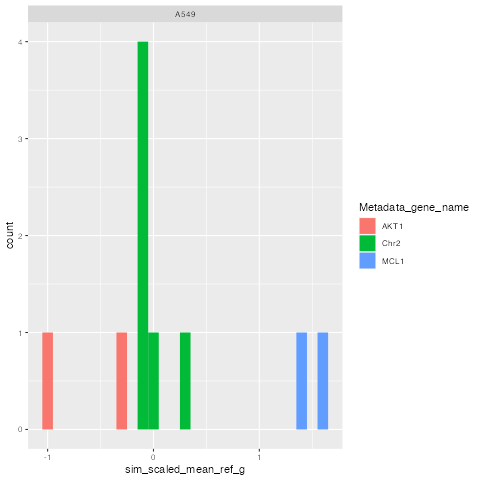 A549
4
3
2
1
0
count
-1
0
1
sim_scaled_mean_ref_g
Metadata_gene_name
AKT1
Chr2
MCL1